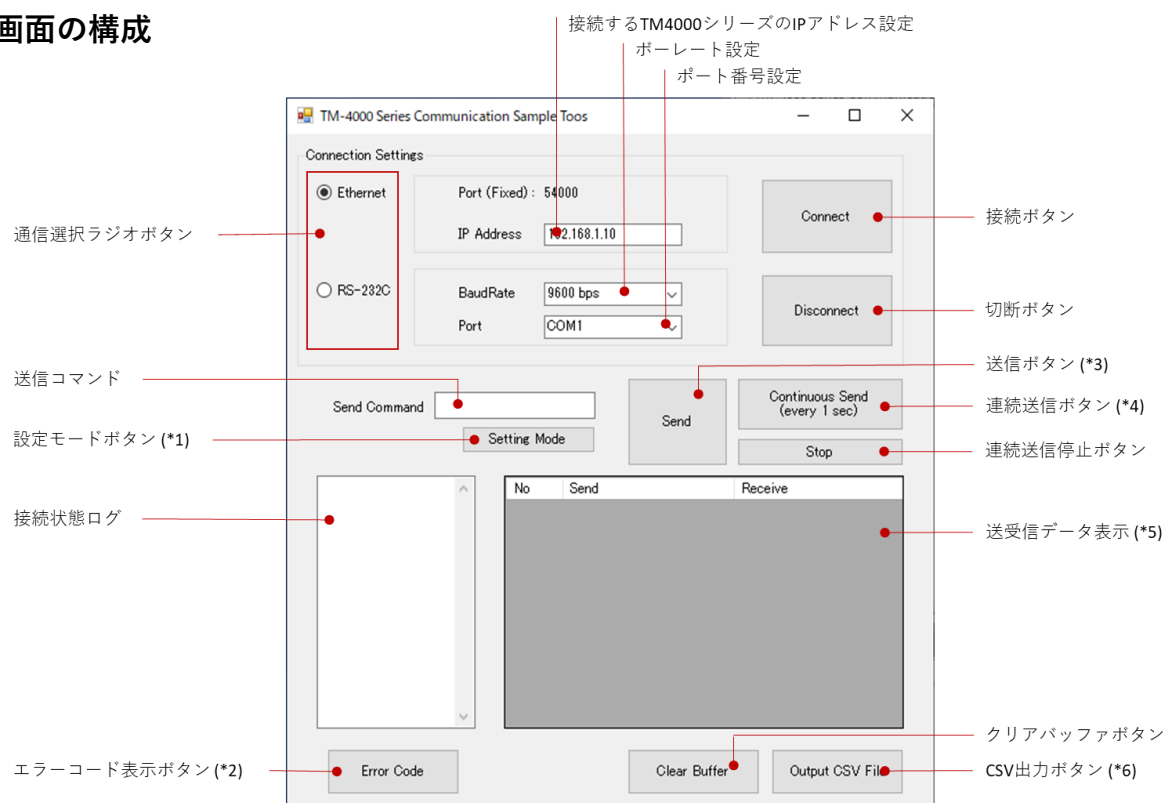 画面の構成
接続するTM4000シリーズのIPアドレス設定
ボーレート設定
ポート番号設定
TM-4000 Series Communication Sample Toos
Connection Settings
Ethernet
Port (Fixed) : 54000
IP Address
192.168.1.10
Connect
接続ボタン
通信選択ラジオボタン
RS-232C
BaudRate
9600 bps
Port
COM1
Disconnect
切断ボタン
送信ボタン (*3)
送信コマンド
Send Command
Send
Continuous Send
(every 1 sec)
連続送信ボタン (*4)
設定モードボタン (*1)
Setting Mode
Stop
連続送信停止ボタン
No Send Receive
接続状態ログ
送受信データ表示 (*5)
クリアバッファボタン
エラーコード表示ボタン (*2)
Error Code
Clear Buffer
Output CSV File
CSV出力ボタン (*6)